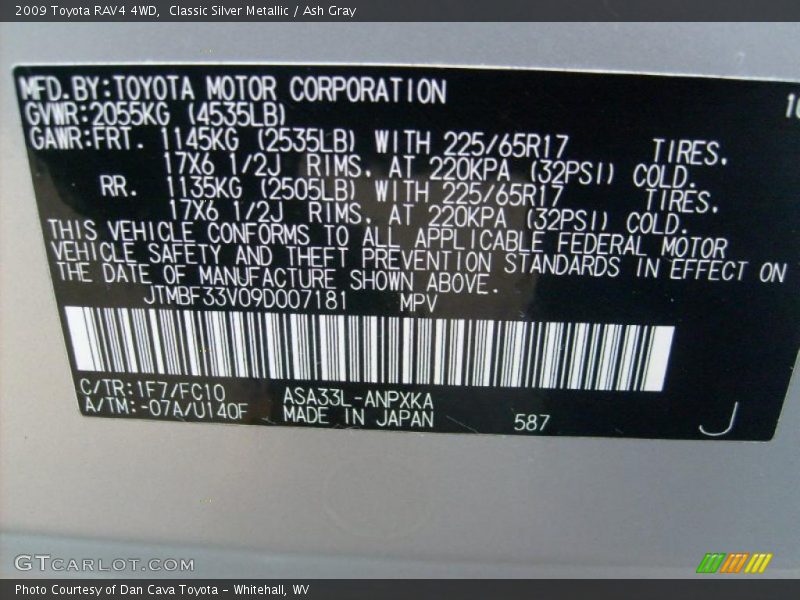 2009 Toyota RAV4 4WD,  Classic Silver Metallic / Ash Gray
MFD.BY:TOYOTA MOTOR CORPORATION
GVWR:2055KG (4535LB)
GAWR:FRT. 1145KG (2535LB) WITH 225/65R17 TIRES.
17X6 1/2J RIMS. AT 220KPA (32PSI) COLD.
RR. 1135KG (2505LB) WITH 225/65R17 TIRES.
17X6 1/2J RIMS. AT 220KPA (32PSI) COLD.
THIS VEHICLE CONFORMS TO ALL APPLICABLE FEDERAL MOTOR
VEHICLE SAFETY AND THEFT PREVENTION STANDARDS IN EFFECT ON
THE DATE OF MANUFACTURE SHOWN ABOVE.
JTMBF33V09D007181 MPV
C/TR:1F7/FC10 ASA33L-ANPXKA
A/TM:-07A/U140F MADE IN JAPAN 587 J
GTCARLOT.COM
Photo Courtesy of Dan Cava Toyota - Whitehall, WV